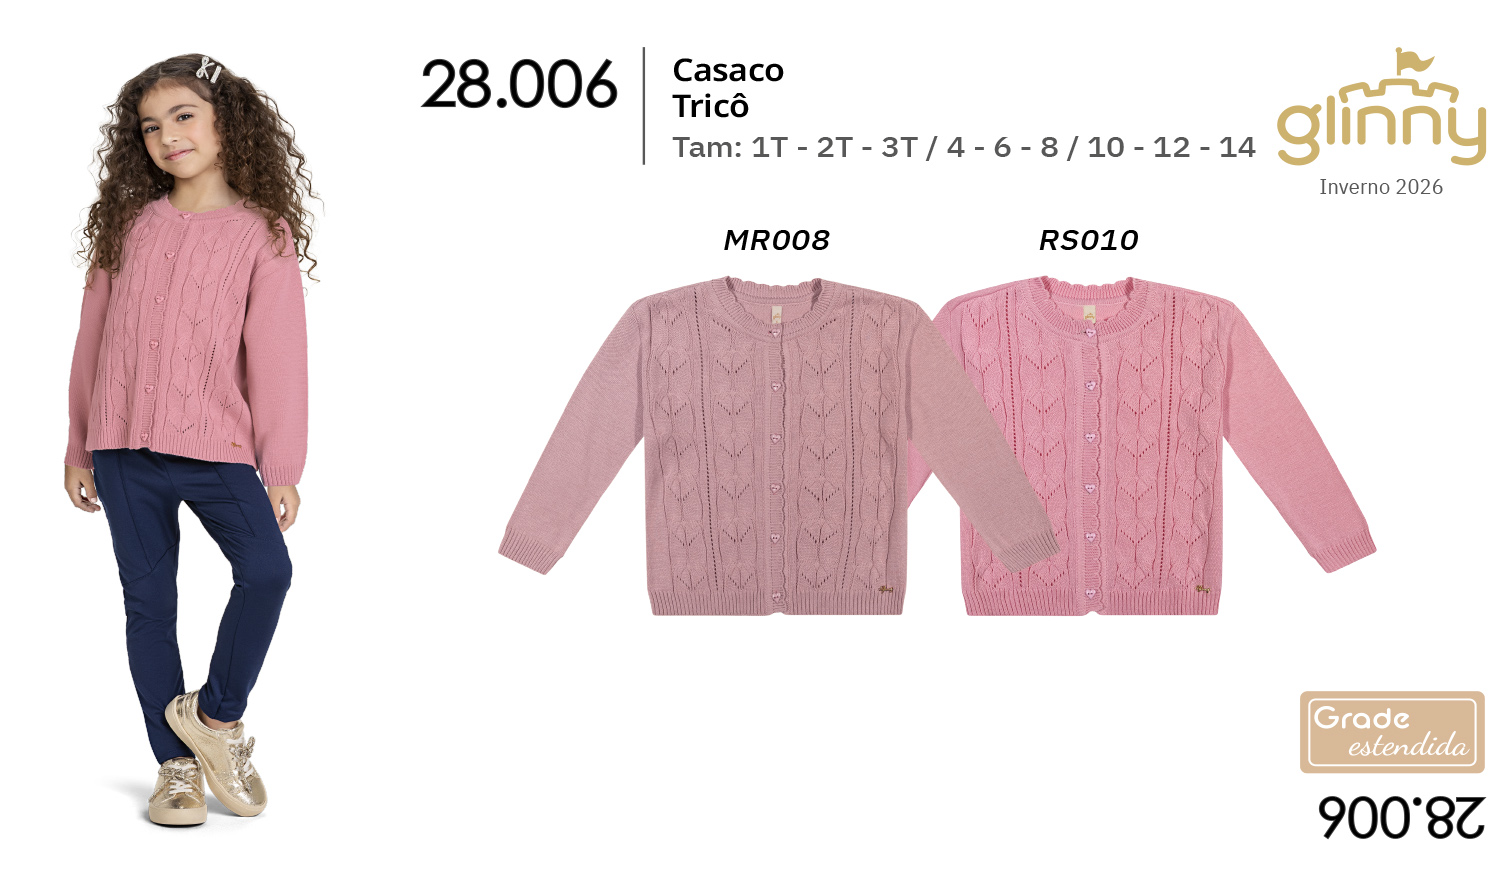 28.006
Casaco
Tricô
Tam: 1T - 2T - 3T / 4 - 6 - 8 / 10 - 12 - 14
glinny
Inverno 2026
MR008
RS010
Grade
estendida
28.006